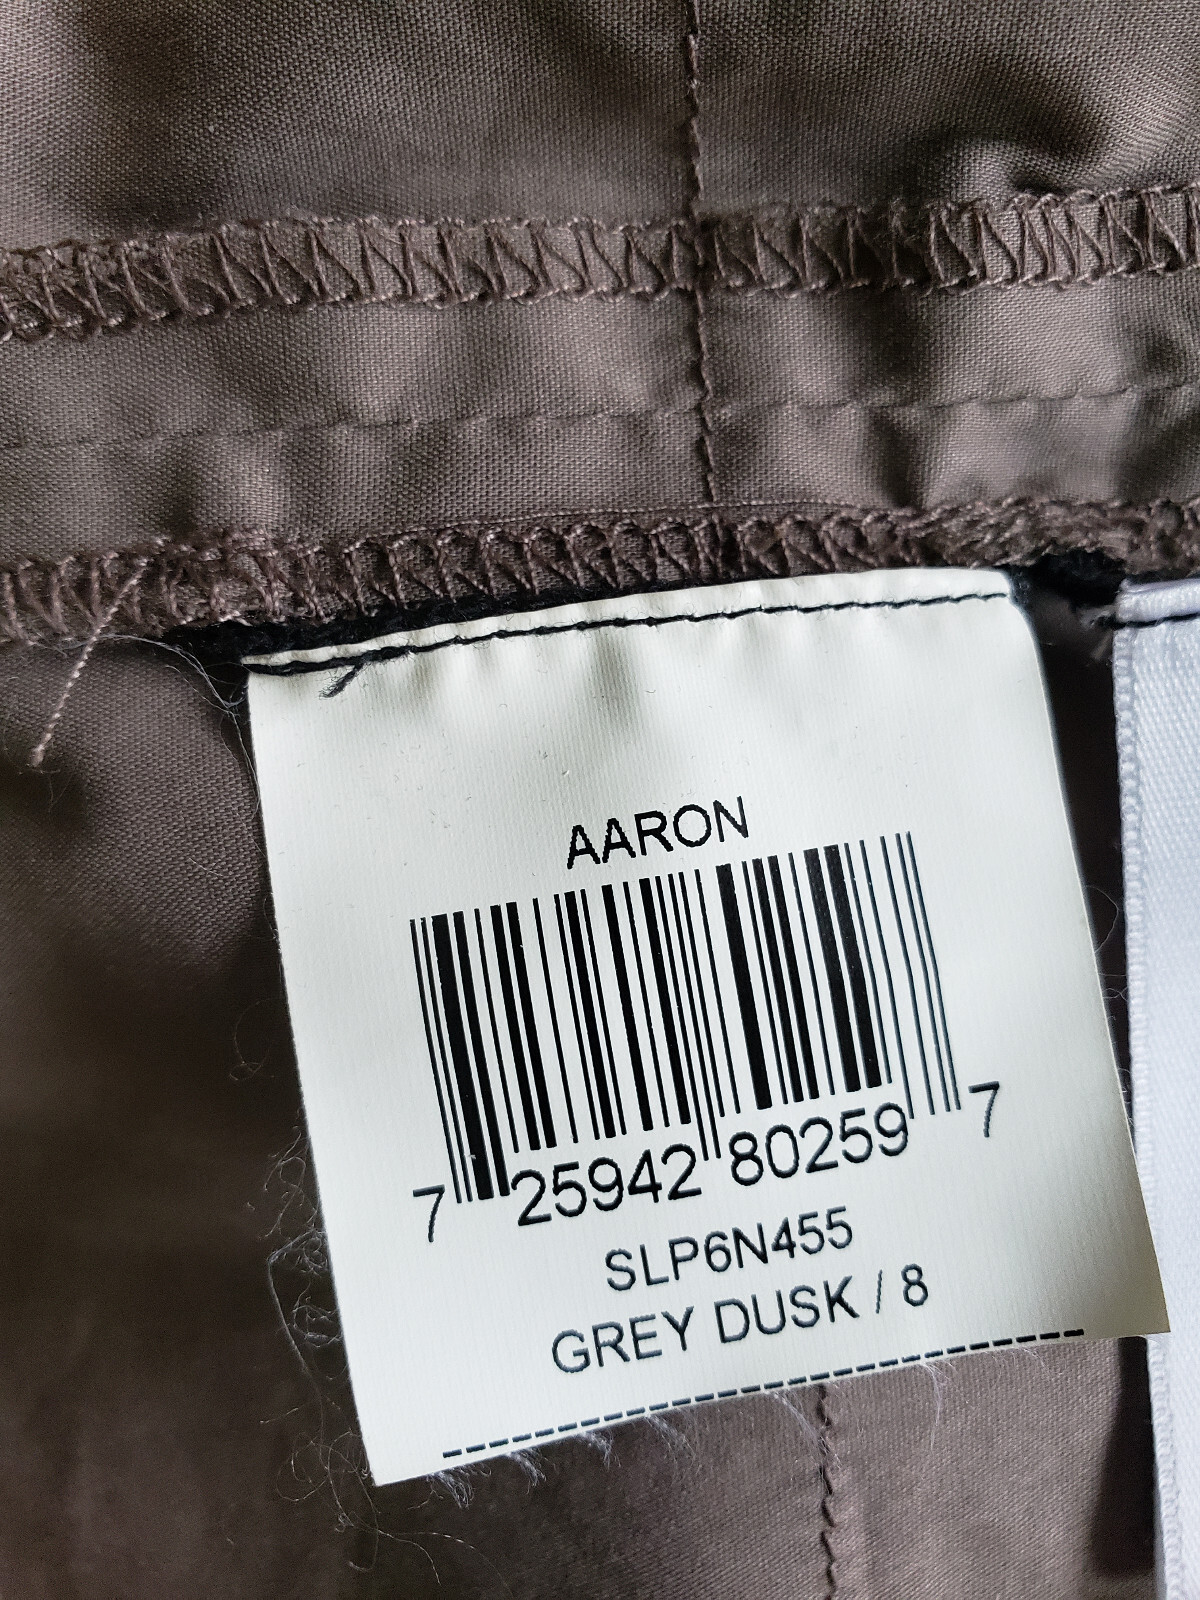 AARON
7 25942 80259 7
SLP6N455
GREY DUSK / 8